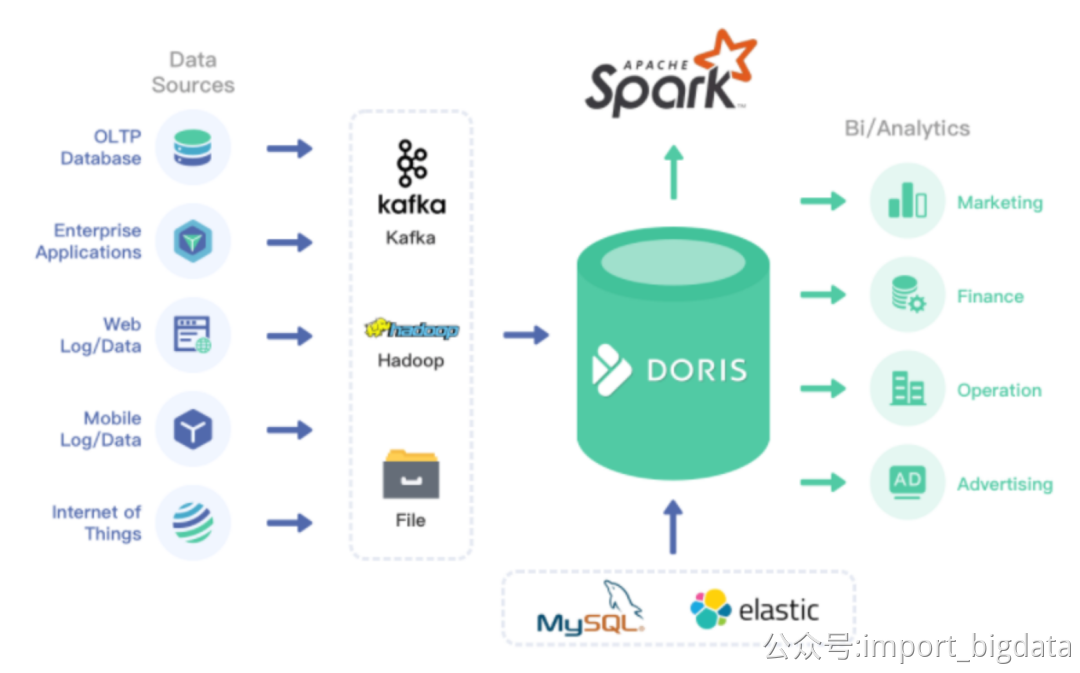 Data
Sources
OLTP
Database
Enterprise
Applications
Web
Log/Data
Mobile
Log/Data
Internet of
Things
kafka
Kafka
hadoop
Hadoop
File
APACHE
Spark™
DORIS
MySQL®
elastic
Bi/Analytics
Marketing
Finance
Operation
AD
Advertising
公众号:import_bigdata